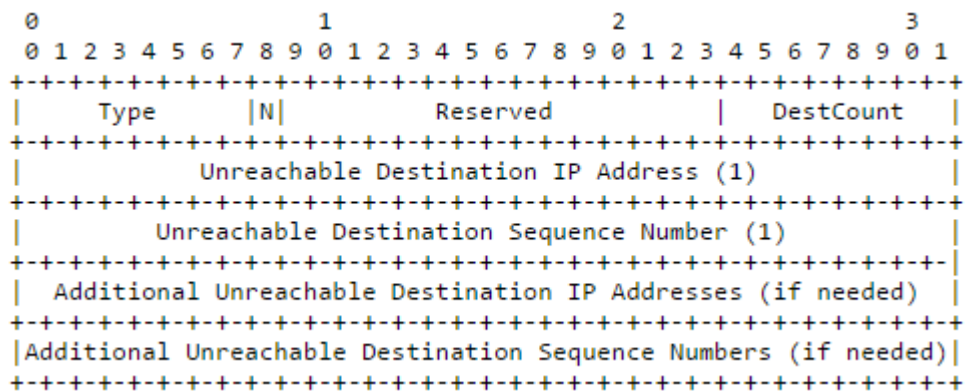 0                   1                   2                   3
 0 1 2 3 4 5 6 7 8 9 0 1 2 3 4 5 6 7 8 9 0 1 2 3 4 5 6 7 8 9 0 1
+-+-+-+-+-+-+-+-+-+-+-+-+-+-+-+-+-+-+-+-+-+-+-+-+-+-+-+-+-+-+-+-+
|     Type      |N|          Reserved           |   DestCount   |
+-+-+-+-+-+-+-+-+-+-+-+-+-+-+-+-+-+-+-+-+-+-+-+-+-+-+-+-+-+-+-+-+
|            Unreachable Destination IP Address (1)             |
+-+-+-+-+-+-+-+-+-+-+-+-+-+-+-+-+-+-+-+-+-+-+-+-+-+-+-+-+-+-+-+-+
|         Unreachable Destination Sequence Number (1)           |
+-+-+-+-+-+-+-+-+-+-+-+-+-+-+-+-+-+-+-+-+-+-+-+-+-+-+-+-+-+-+-+-|
|  Additional Unreachable Destination IP Addresses (if needed)  |
+-+-+-+-+-+-+-+-+-+-+-+-+-+-+-+-+-+-+-+-+-+-+-+-+-+-+-+-+-+-+-+-+
|Additional Unreachable Destination Sequence Numbers (if needed)|
+-+-+-+-+-+-+-+-+-+-+-+-+-+-+-+-+-+-+-+-+-+-+-+-+-+-+-+-+-+-+-+-+